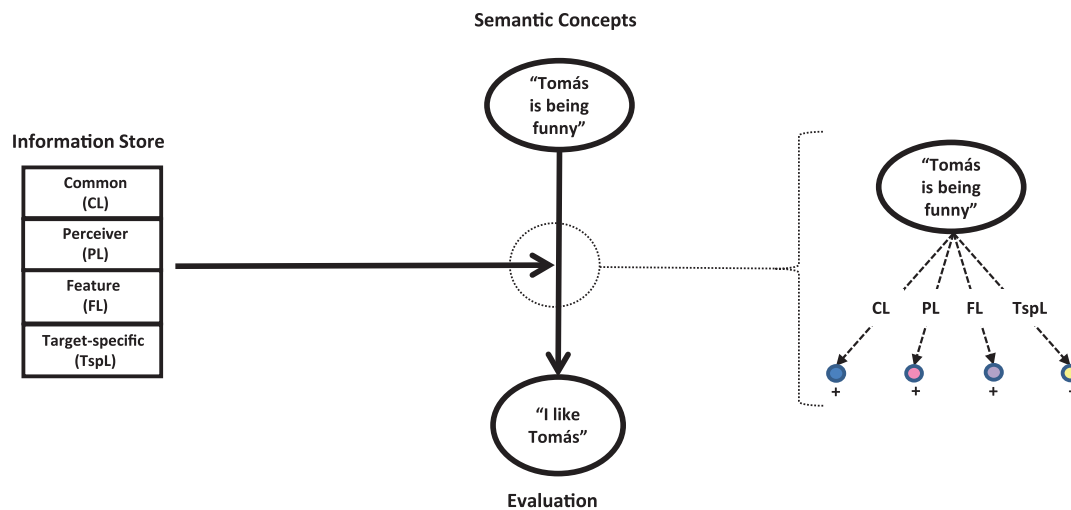 Semantic Concepts
“Tomás
is being
funny”
Information Store
Common
(CL)
Perceiver
(PL)
Feature
(FL)
Target-specific
(TspL)
“I like
Tomás”
Evaluation
“Tomás
is being
funny”
CL PL FL TspL
+ + +